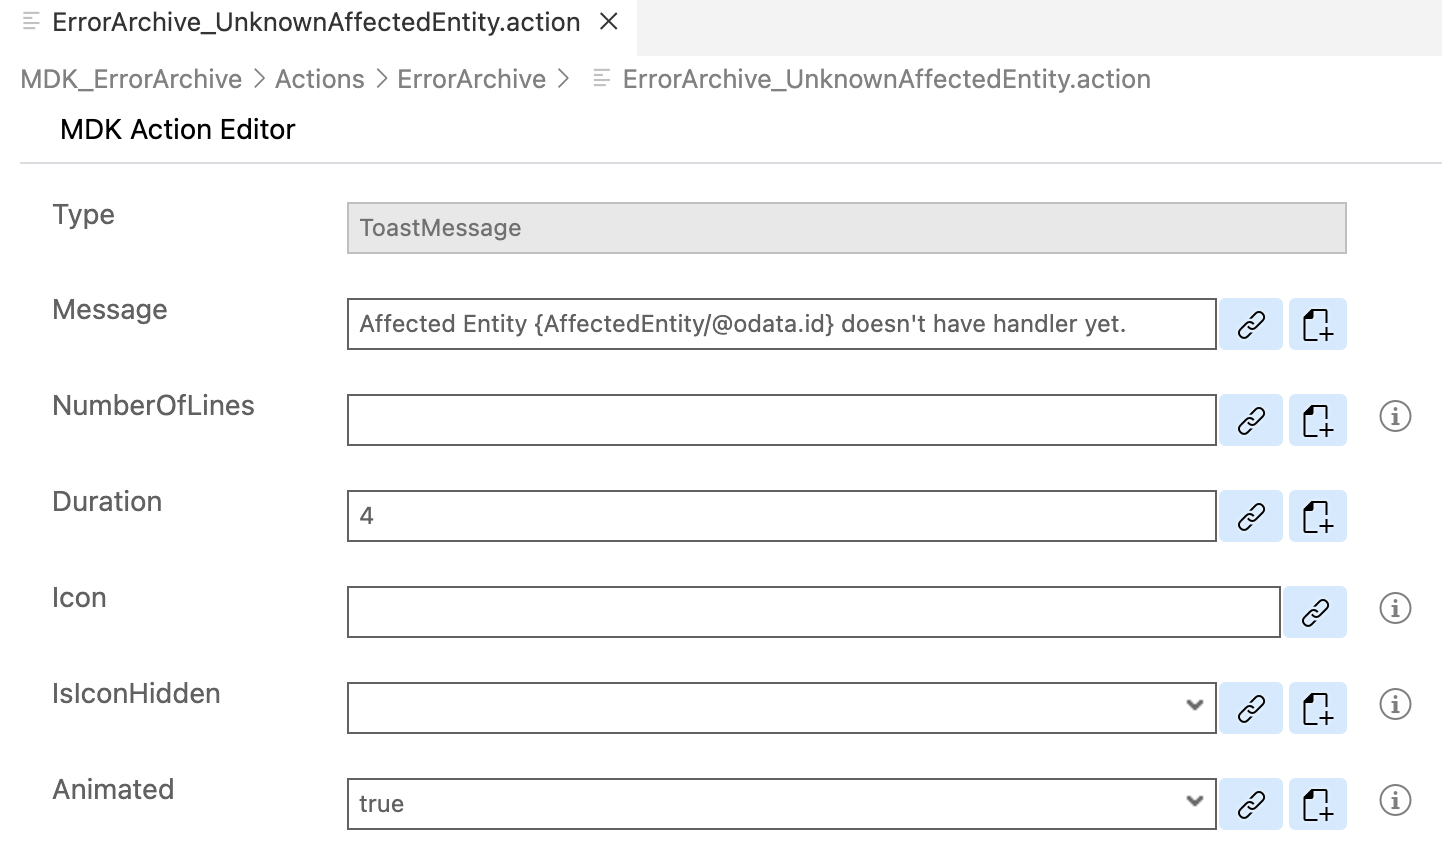 ErrorArchive_UnknownAffectedEntity.action
MDK_ErrorArchive > Actions > ErrorArchive > ErrorArchive_UnknownAffectedEntity.action
MDK Action Editor
Type
ToastMessage
Message
Affected Entity {AffectedEntity/@odata.id} doesn't have handler yet.
NumberOfLines
Duration
4
Icon
IsIconHidden
Animated
true